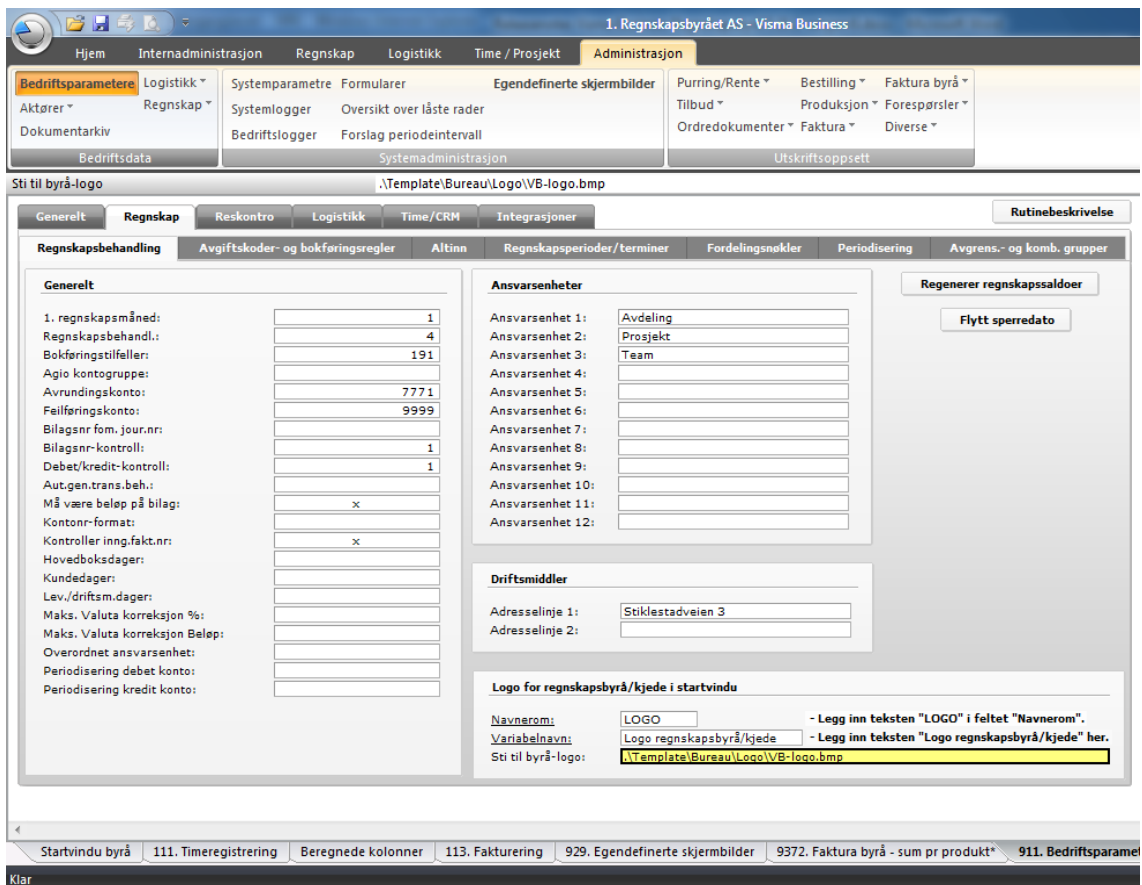 1. Regnskapsbyrået AS - Visma Business
Hjem Internadministrasjon Regnskap Logistikk Time / Prosjekt Administrasjon
Bedriftsparametere Logistikk Systemparametre Formularer Egendefinerte skjermbilder Purring/Rente Bestilling Faktura byrå
Aktører Regnskap Systemlogger Oversikt over låste rader Tilbud Produksjon Forespørsler
Dokumentarkiv Bedriftslogger Forslag periodeintervall Ordredokumenter Faktura Diverse
Bedriftsdata Systemadministrasjon Utskriftsoppsett
Sti til byrå-logo .\Template\Bureau\Logo\VB-logo.bmp
Generelt Regnskap Reskontro Logistikk Time/CRM Integrasjoner Rutinebeskrivelse
Regnskapsbehandling Avgiftskoder- og bokføringsregler Altinn Regnskapsperioder/terminer Fordelingsnøkler Periodisering Avgrens.- og komb. grupper
Generelt
1. regnskapsmåned: 1
Regnskapsbehandl.: 4
Bokføringstilfeller: 191
Agio kontogruppe:
Avrundingskonto: 7771
Feilføringskonto: 9999
Bilagsnr fom. jour.nr:
Bilagsnr-kontroll: 1
Debet/kredit-kontroll: 1
Aut.gen.trans.beh.:
Må være beløp på bilag: x
Kontonr-format:
Kontroller inng.fakt.nr: x
Hovedboksdager:
Kundedager:
Lev./driftsm.dager:
Maks. Valuta korreksjon %:
Maks. Valuta korreksjon Beløp:
Overordnet ansvarsenhet:
Periodisering debet konto:
Periodisering kredit konto:
Ansvarsenheter
Ansvarsenhet 1: Avdeling
Ansvarsenhet 2: Prosjekt
Ansvarsenhet 3: Team
Ansvarsenhet 4:
Ansvarsenhet 5:
Ansvarsenhet 6:
Ansvarsenhet 7:
Ansvarsenhet 8:
Ansvarsenhet 9:
Ansvarsenhet 10:
Ansvarsenhet 11:
Ansvarsenhet 12:
Regenerer regnskapssaldoer
Flytt sperredato
Driftsmiddler
Adresselinje 1: Stiklestadveien 3
Adresselinje 2:
Logo for regnskapsbyrå/kjede i startvindu
Navnerom: LOGO - Legg inn teksten "LOGO" i feltet "Navnerom".
Variabelnavn: Logo regnskapsbyrå/kjede - Legg inn teksten "Logo regnskapsbyrå/kjede" her.
Sti til byrå-logo: .\Template\Bureau\Logo\VB-logo.bmp
Startvindu byrå 111. Timeregistrering Beregnede kolonner 113. Fakturering 929. Egendefinerte skjermbilder 9372. Faktura byrå - sum pr produkt* 911. Bedriftsparamet
Klar